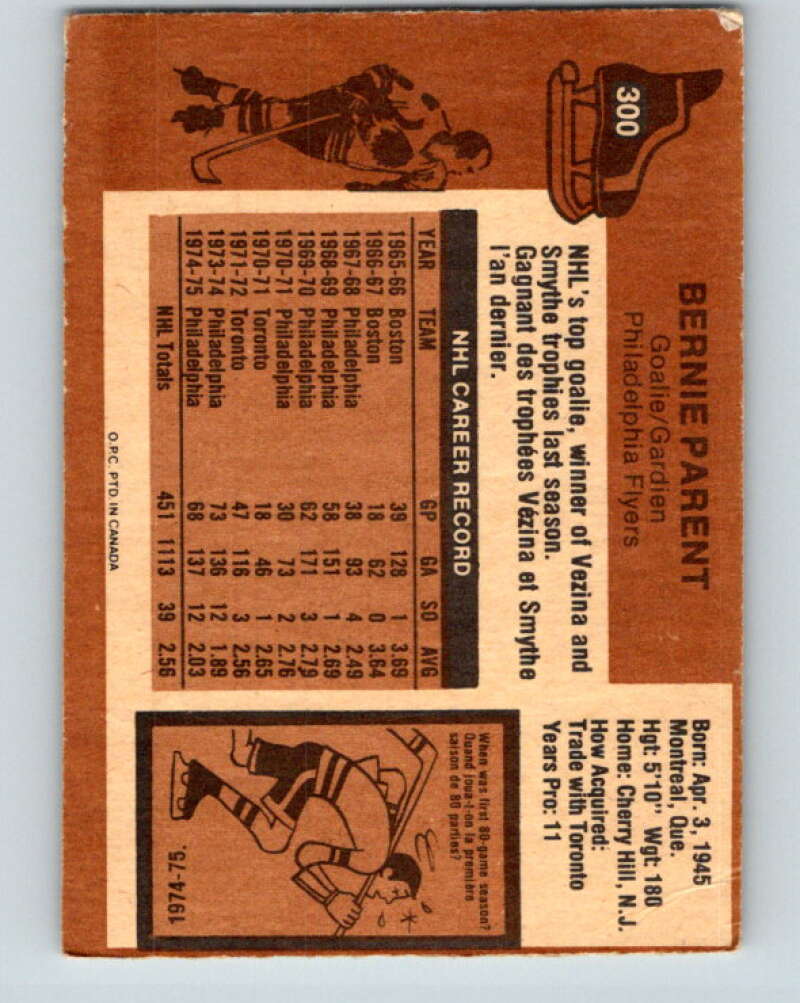 300
BERNIE PARENT
Goalie/Gardien
Philadelphia Flyers
Born: Apr. 3, 1945
Montreal, Que.
Hgt: 5'10" Wgt: 180
Home: Cherry Hill, N.J.
How Acquired:
Trade with Toronto
Years Pro: 11
NHL's top goalie, winner of Vezina and
Smythe trophies last season.
Gagnant des trophées Vézina et Smythe
l'an dernier.
NHL CAREER RECORD
YEAR TEAM GP GA SO AVG
1965-66 Boston 39 128 1 3.69
1966-67 Boston 18 62 0 3.64
1967-68 Philadelphia 38 93 4 2.49
1968-69 Philadelphia 58 151 1 2.69
1969-70 Philadelphia 62 171 3 2.79
1970-71 Philadelphia 30 73 2 2.76
1970-71 Toronto 18 46 1 2.65
1971-72 Toronto 47 116 3 2.56
1973-74 Philadelphia 73 136 12 1.89
1974-75 Philadelphia 68 137 12 2.03
NHL Totals 451 1113 39 2.56
When was first 80-game season?
Quand joua-t-on la première
saison de 80 parties?
1974-75.
O.P.C. PTD. IN CANADA